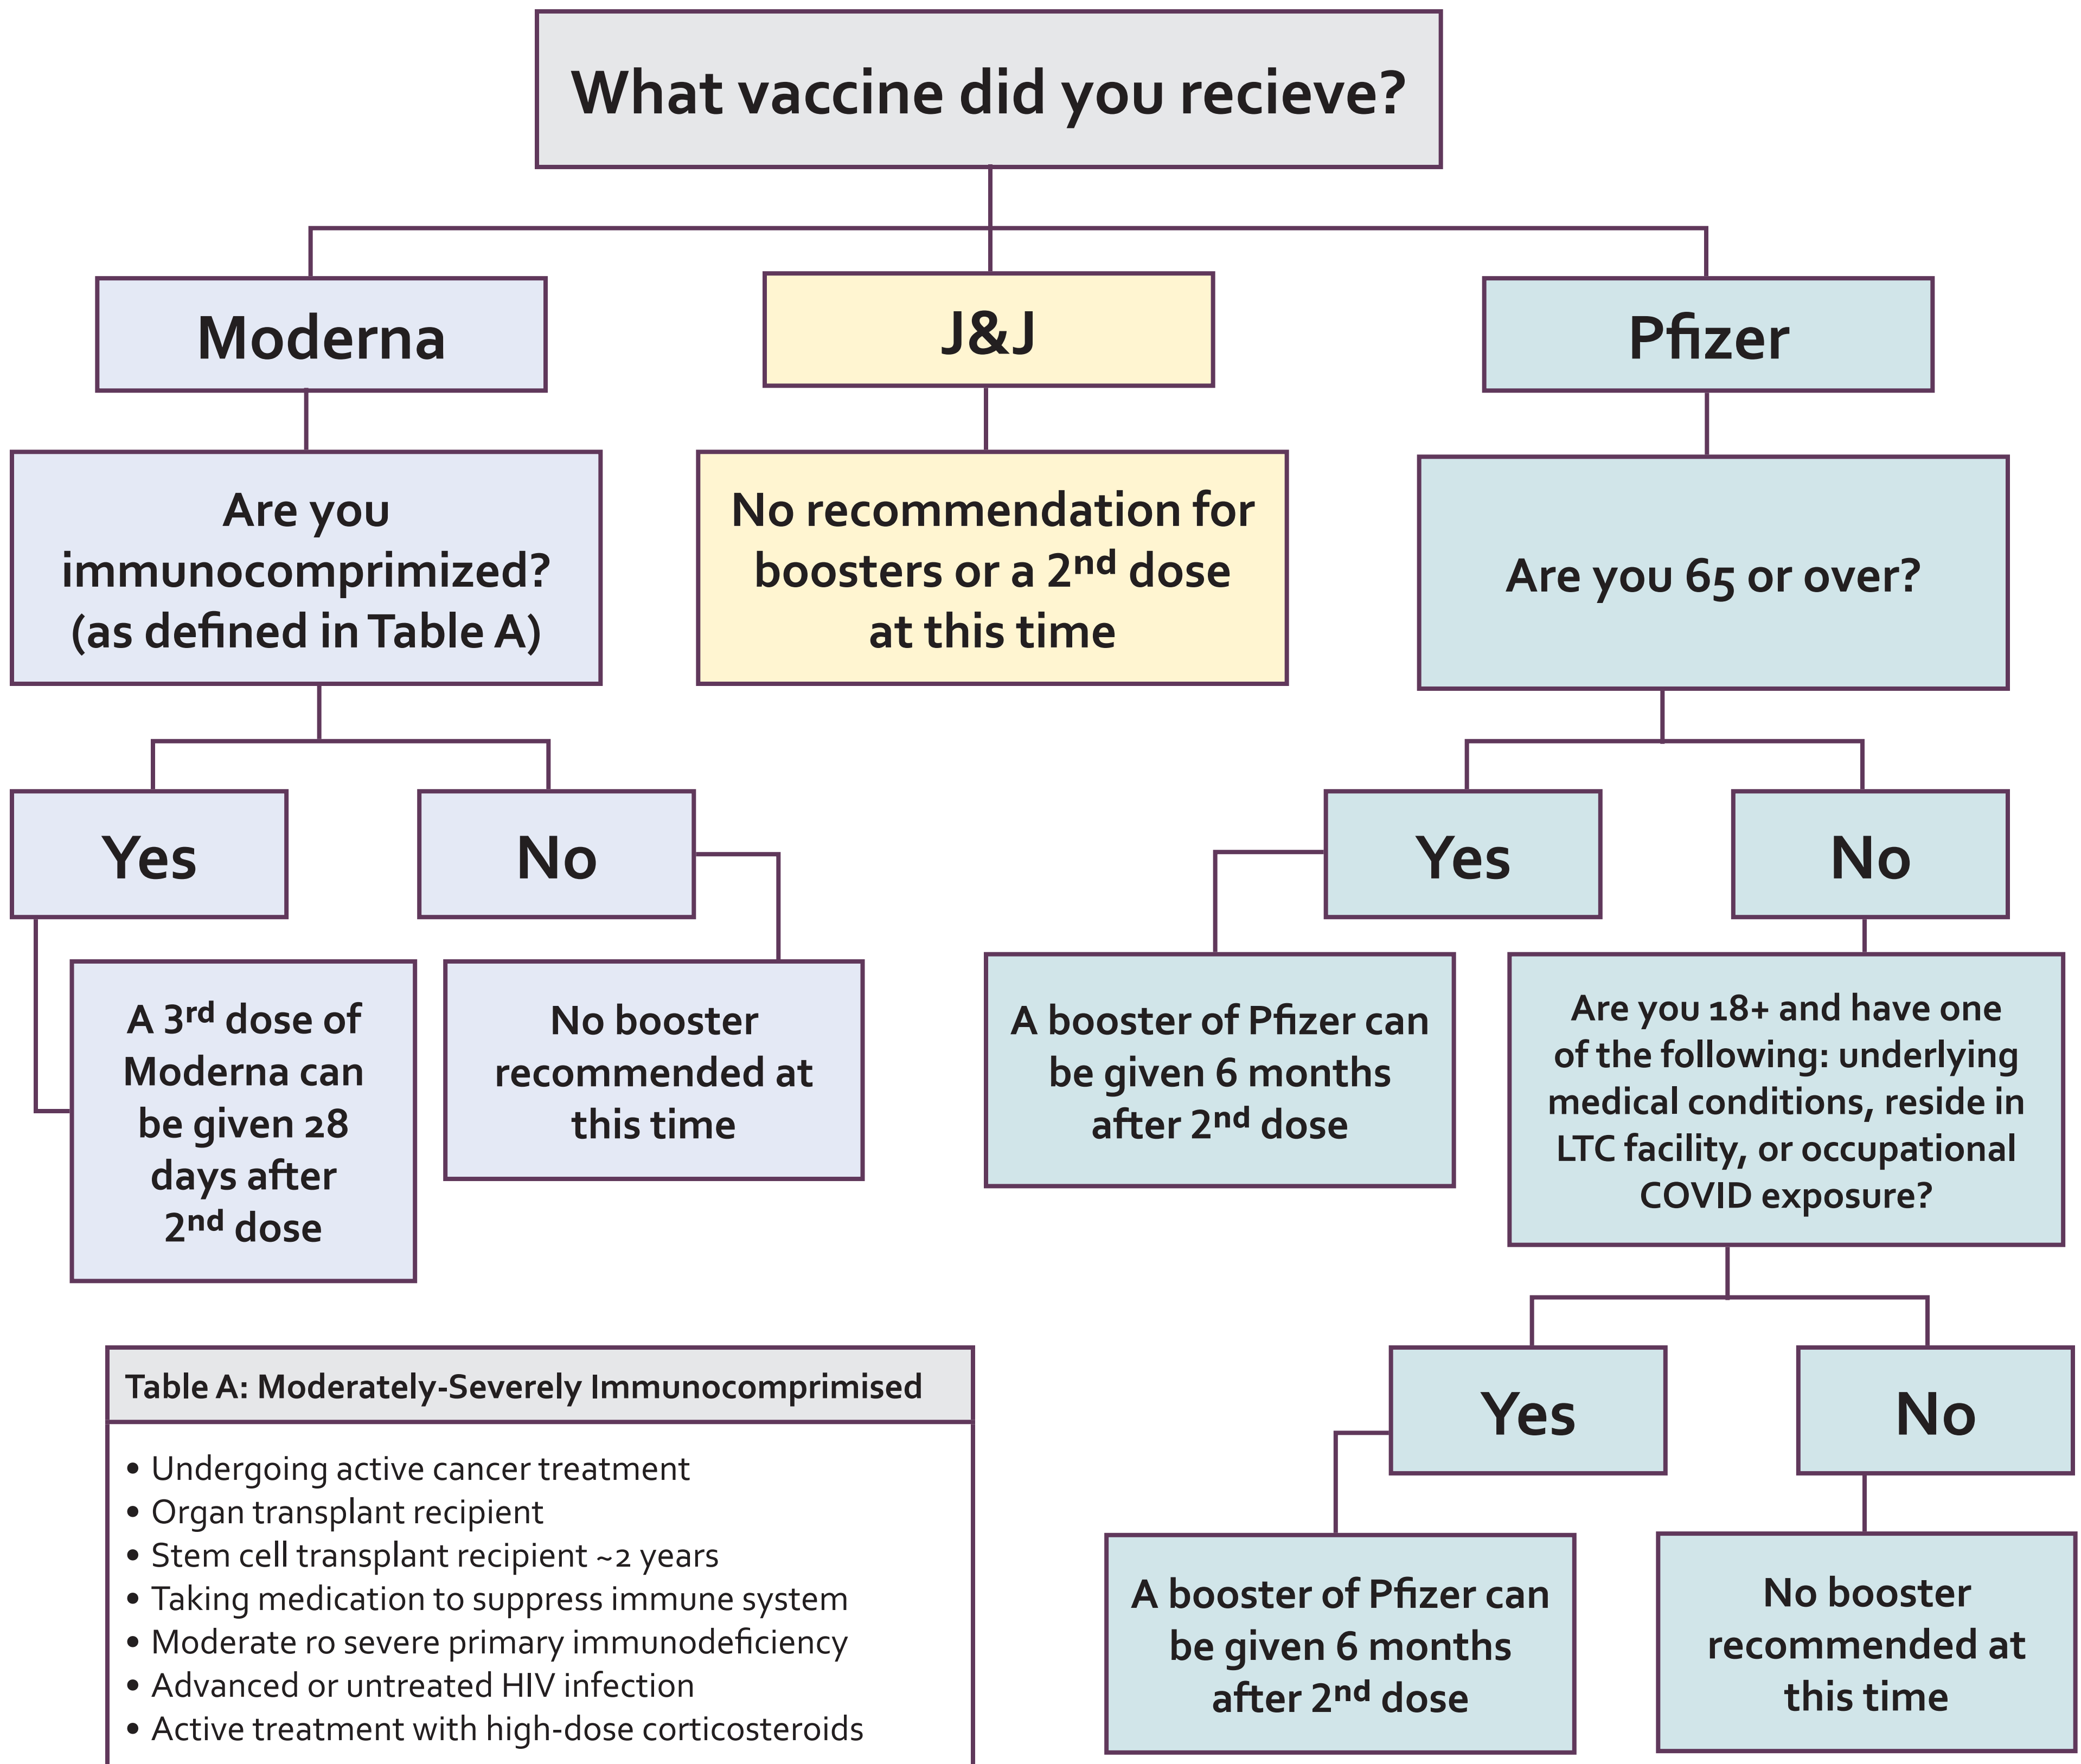 What vaccine did you recieve?
Moderna
J&J
Pfizer
Are you
immunocomprimized?
(as defined in Table A)
No recommendation for
boosters or a 2nd dose
at this time
Are you 65 or over?
Yes
No
Yes
No
A 3rd dose of
Moderna can
be given 28
days after
2nd dose
No booster
recommended at
this time
A booster of Pfizer can
be given 6 months
after 2nd dose
Are you 18+ and have one
of the following: underlying
medical conditions, reside in
LTC facility, or occupational
COVID exposure?
Yes
No
A booster of Pfizer can
be given 6 months
after 2nd dose
No booster
recommended at
this time
Table A: Moderately-Severely Immunocomprimised
• Undergoing active cancer treatment
• Organ transplant recipient
• Stem cell transplant recipient ~2 years
• Taking medication to suppress immune system
• Moderate ro severe primary immunodeficiency
• Advanced or untreated HIV infection
• Active treatment with high-dose corticosteroids